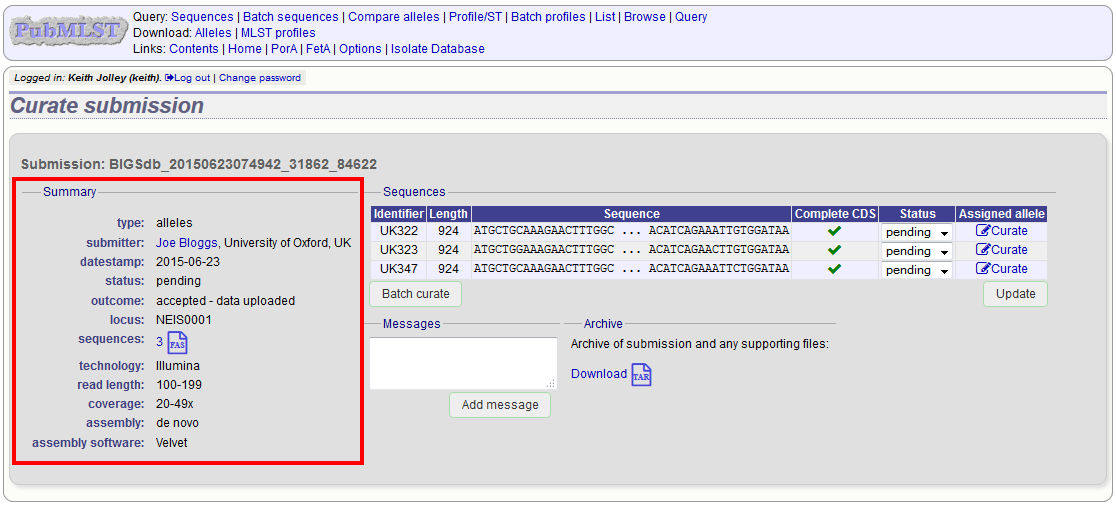 PubMLST
Query: Sequences | Batch sequences | Compare alleles | Profile/ST | Batch profiles | List | Browse | Query
Download: Alleles | MLST profiles
Links: Contents | Home | PorA | FetA | Options | Isolate Database
Logged in: Keith Jolley (keith). Log out | Change password
Curate submission
Submission: BIGSdb_20150623074942_31862_84622
Summary
type: alleles
submitter: Joe Bloggs, University of Oxford, UK
datestamp: 2015-06-23
status: pending
outcome: accepted - data uploaded
locus: NEIS0001
sequences: 3 FAS
technology: Illumina
read length: 100-199
coverage: 20-49x
assembly: de novo
assembly software: Velvet
Sequences
Identifier Length Sequence Complete CDS Status Assigned allele
UK322 924 ATGCTGCAAAGAACTTTGGC ... ACATCAGAAATTGTGGATAA pending Curate
UK323 924 ATGCTGCAAAGAACTTTGGC ... ACATCAGAAACTGTGGATAA pending Curate
UK347 924 ATGCTGCAAAGAACTTTGGC ... ACATCAGAAATTCTGGATAA pending Curate
Batch curate Update
Messages
Add message
Archive
Archive of submission and any supporting files:
Download TAR